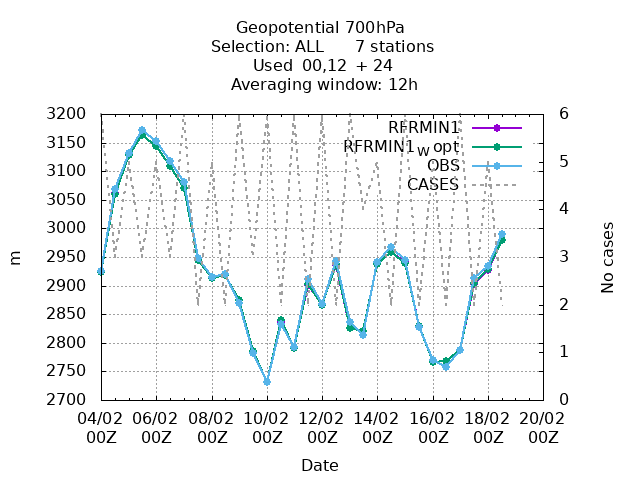 Geopotential 700hPa
Selection: ALL 7 stations
Used 00,12 + 24
Averaging window: 12h
RFRMIN1
RFRMIN1w opt
OBS
CASES
3200
3150
3100
3050
3000
2950
2900
2850
2800
2750
2700
6
5
4
3
2
1
0
m
No cases
04/02 06/02 08/02 10/02 12/02 14/02 16/02 18/02 20/02
00Z 00Z 00Z 00Z 00Z 00Z 00Z 00Z 00Z
Date